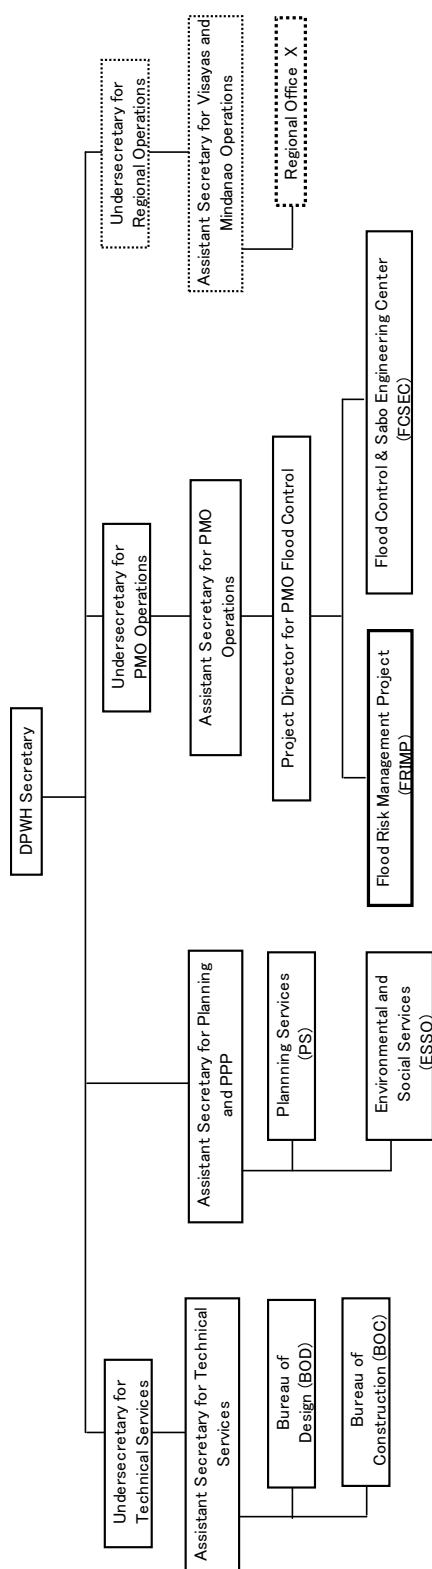 DPWH Secretary
Undersecretary for
Technical Services
Undersecretary for
PMO Operations
Undersecretary for
Regional Operations
Assistant Secretary for Technical
Services
Assistant Secretary for Planning
and PPP
Assistant Secretary for PMO
Operations
Assistant Secretary for Visayas and
Mindanao Operations
Bureau of
Design (BOD)
Plannning Services
(PS)
Project Director for PMO Flood Control
Regional Office X
Bureau of
Construction (BOC)
Environmental and
Social Services
(ESSO)
Flood Risk Management Project
(FRIMP)
Flood Control & Sabo Engineering Center
(FCSEC)